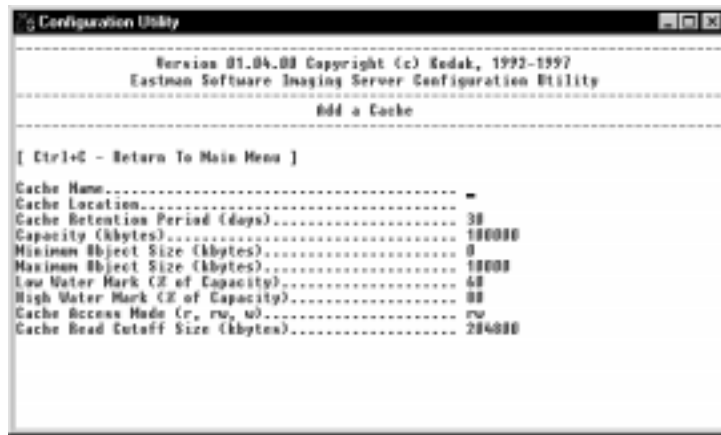 Configuration Utility
Version 01.04.00 Copyright (c) Kodak, 1992-1997
Eastman Software Imaging Server Configuration Utility
Add a Cache
[ Ctrl+C - Return To Main Menu ]
Cache Name........................................ _
Cache Location....................................
Cache Retention Period (days)..................... 30
Capacity (kbytes)................................. 100000
Minimum Object Size (kbytes)...................... 0
Maximum Object Size (kbytes)...................... 10000
Low Water Mark (% of Capacity).................... 60
High Water Mark (% of Capacity)................... 80
Cache Access Mode (r, rw, w)...................... rw
Cache Read Cutoff Size (kbytes)................... 204800